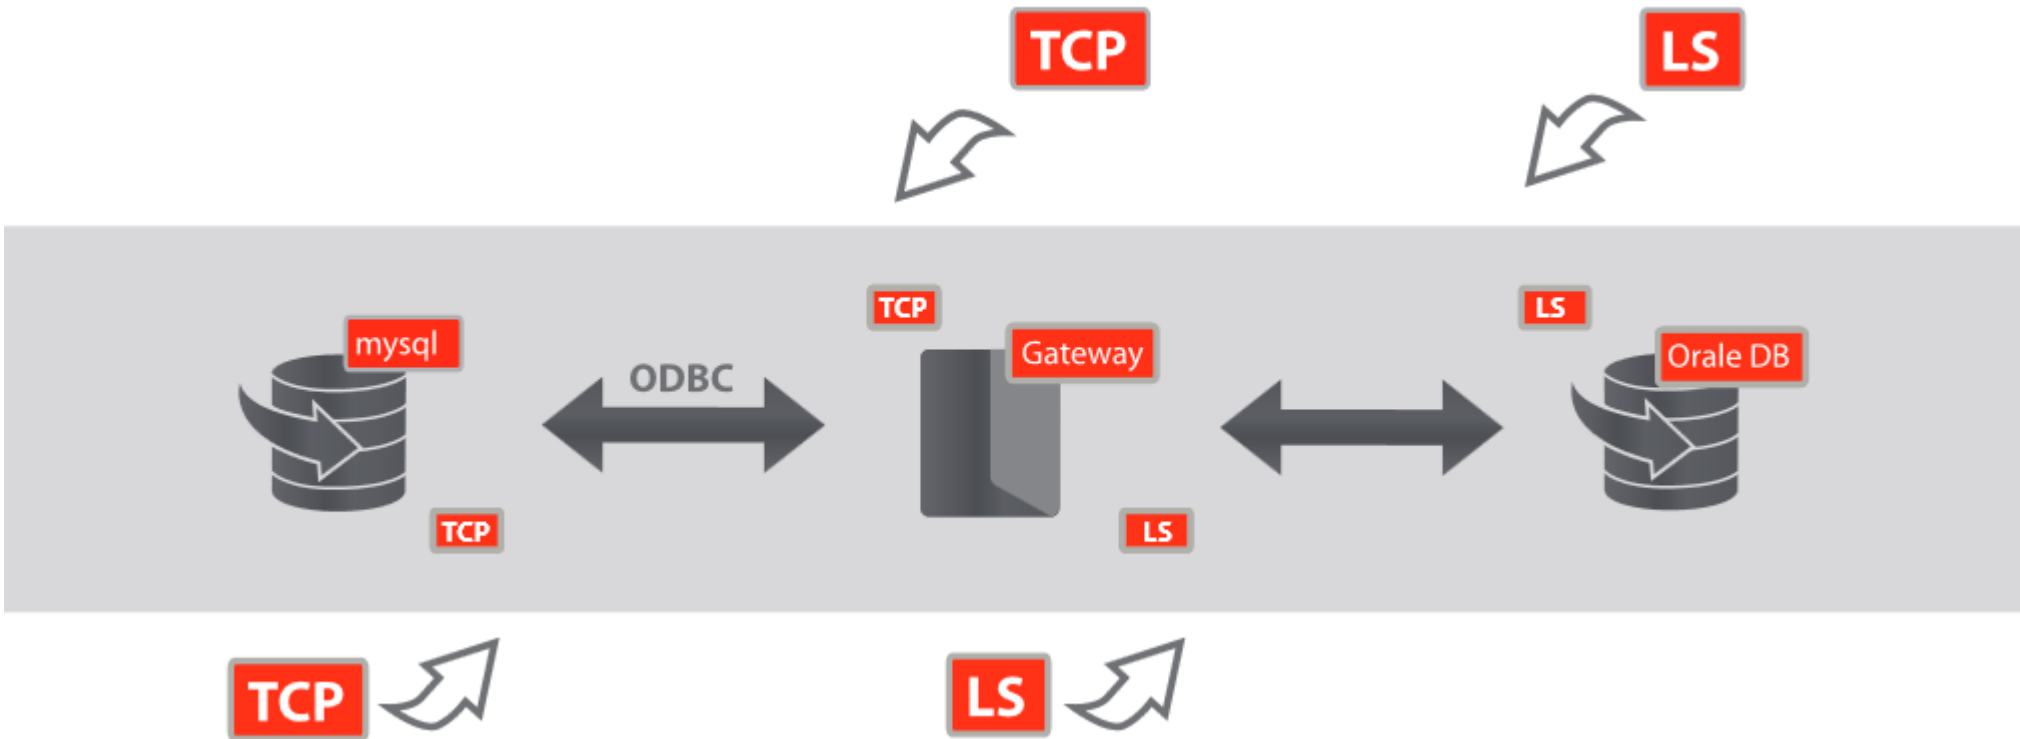 TCP
LS
TCP
LS
mysql
Gateway
Orale DB
ODBC
TCP
LS
TCP
LS